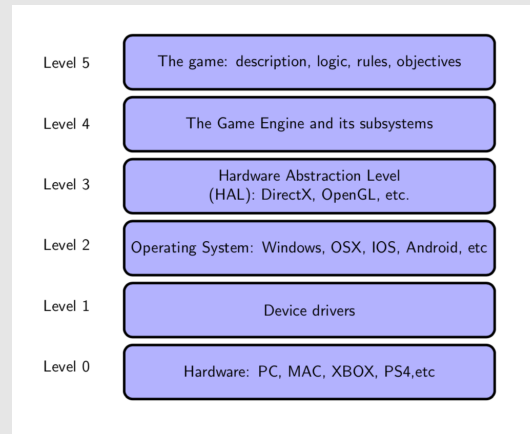 Level 5
The game: description, logic, rules, objectives
Level 4
The Game Engine and its subsystems
Level 3
Hardware Abstraction Level
(HAL): DirectX, OpenGL, etc.
Level 2
Operating System: Windows, OSX, IOS, Android, etc
Level 1
Device drivers
Level 0
Hardware: PC, MAC, XBOX, PS4,etc